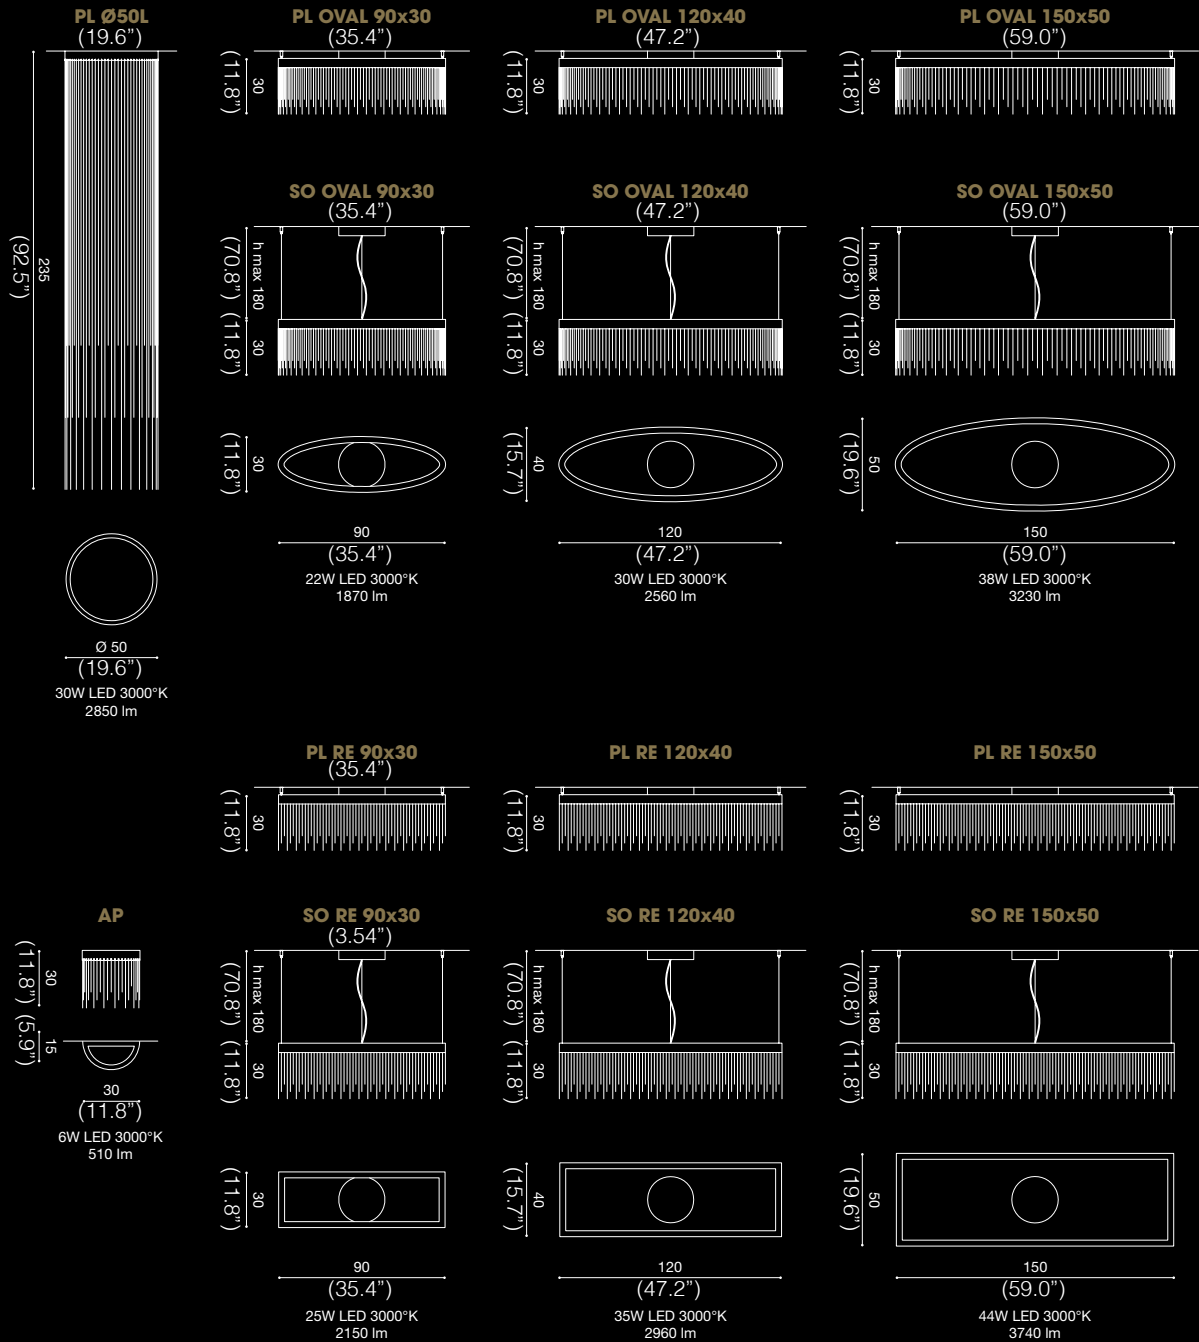 PL Ø50L
(19.6”)
235
(92.5”)
Ø 50
(19.6”)
30W LED 3000°K
2850 lm
PL OVAL 90x30
(35.4”)
30
(11.8”)
PL OVAL 120x40
(47.2”)
30
(11.8”)
PL OVAL 150x50
(59.0”)
30
(11.8”)
SO OVAL 90x30
(35.4”)
h max 180
(70.8”)
30
(11.8”)
30
(11.8”)
90
(35.4”)
22W LED 3000°K
1870 lm
SO OVAL 120x40
(47.2”)
h max 180
(70.8”)
30
(11.8”)
40
(15.7”)
120
(47.2”)
30W LED 3000°K
2560 lm
SO OVAL 150x50
(59.0”)
h max 180
(70.8”)
30
(11.8”)
50
(19.6”)
150
(59.0”)
38W LED 3000°K
3230 lm
PL RE 90x30
(35.4”)
30
(11.8”)
PL RE 120x40
30
(11.8”)
PL RE 150x50
30
(11.8”)
AP
30
(11.8”)
15
(5.9”)
30
(11.8”)
6W LED 3000°K
510 lm
SO RE 90x30
(3.54”)
h max 180
(70.8”)
30
(11.8”)
30
(11.8”)
90
(35.4”)
25W LED 3000°K
2150 lm
SO RE 120x40
h max 180
(70.8”)
30
(11.8”)
40
(15.7”)
120
(47.2”)
35W LED 3000°K
2960 lm
SO RE 150x50
h max 180
(70.8”)
30
(11.8”)
50
(19.6”)
150
(59.0”)
44W LED 3000°K
3740 lm